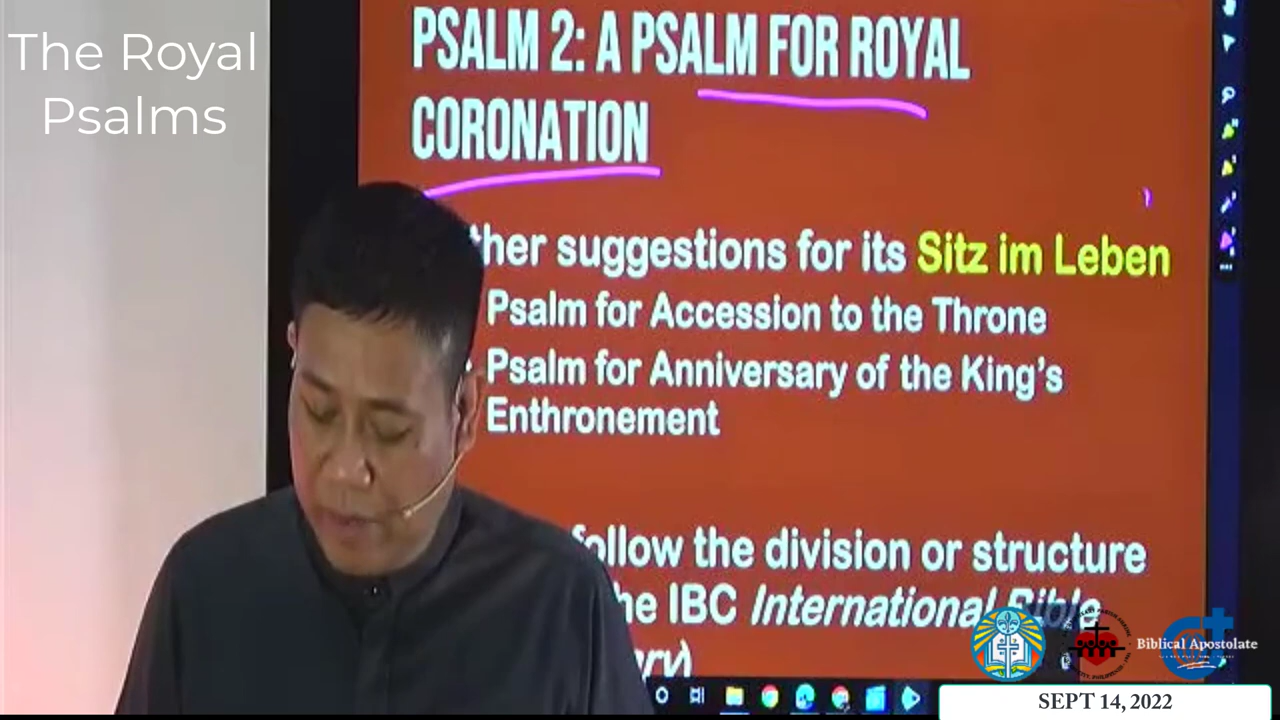 The Royal
Psalms
PSALM 2: A PSALM FOR ROYAL
CORONATION
ther suggestions for its Sitz im Leben
Psalm for Accession to the Throne
Psalm for Anniversary of the King's
Enthronement
follow the division or structure
he IBC International Bible
ry)
Biblical Apostolate
SEPT 14, 2022